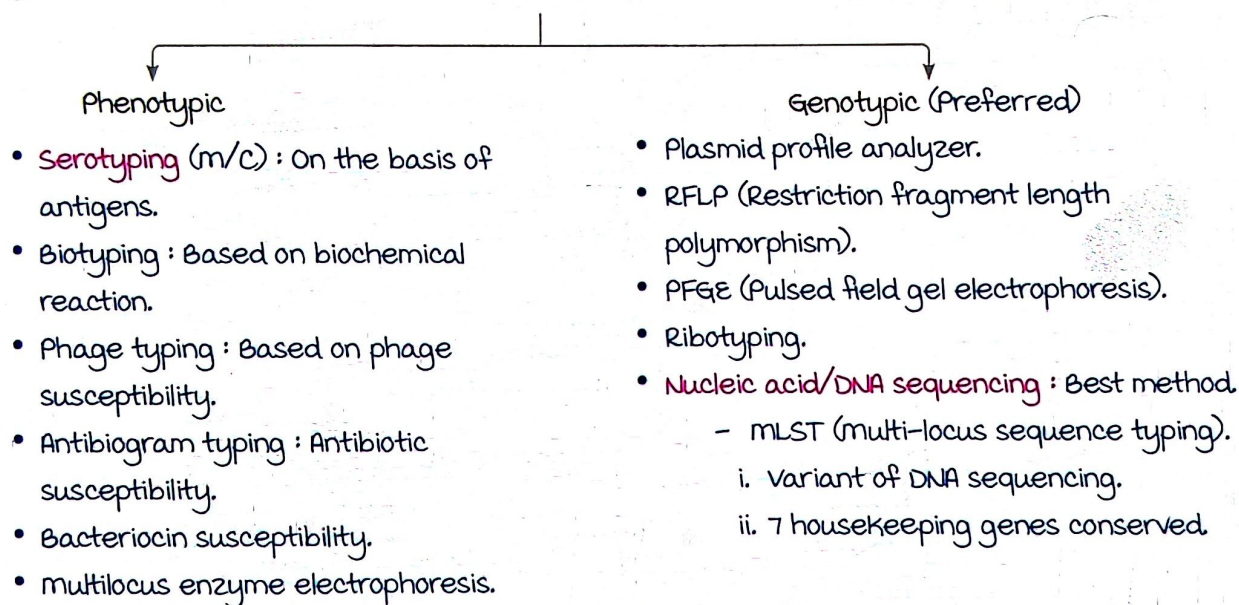 Phenotypic
• Serotyping (m/c) : On the basis of
antigens.
• Biotyping : Based on biochemical
reaction.
• Phage typing : Based on phage
susceptibility.
• Antibiogram typing : Antibiotic
susceptibility.
• Bacteriocin susceptibility.
• multilocus enzyme electrophoresis.
Genotypic (Preferred)
• Plasmid profile analyzer.
• RFLP (Restriction fragment length
polymorphism).
• PFGE (Pulsed field gel electrophoresis).
• Ribotyping.
• Nucleic acid/DNA sequencing : Best method.
- MLST (multi-locus sequence typing).
i. Variant of DNA sequencing.
ii. 7 housekeeping genes conserved.